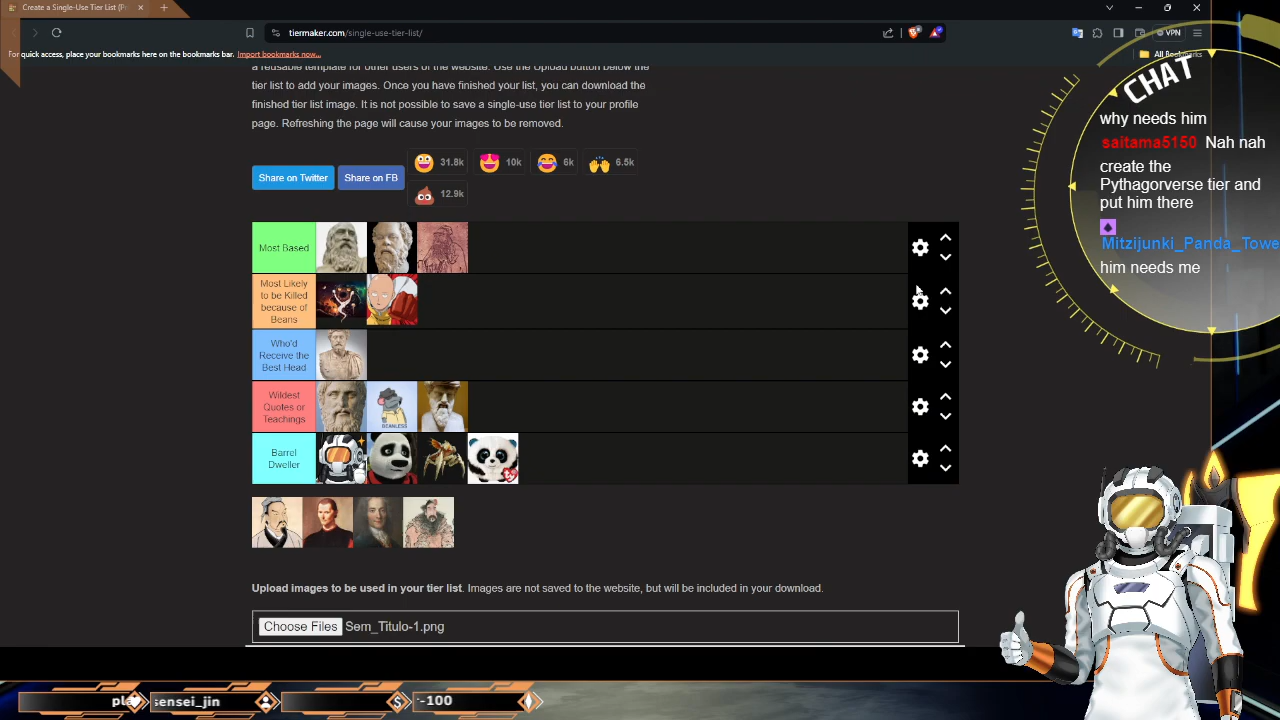 Create a Single-Use Tier List (Pr
tiermaker.com/single-use-tier-list/
VPN
For quick access, place your bookmarks here on the bookmarks bar. Import bookmarks now...
All Bookmarks
a reusable template for other users of the website. Use the Upload button below the
tier list to add your images. Once you have finished your list, you can download the
finished tier list image. It is not possible to save a single-use tier list to your profile
page. Refreshing the page will cause your images to be removed.
Share on Twitter
Share on FB
31.8k
10k
6k
6.5k
12.9k
Most Based
Most Likely
to be Killed
because of
Beans
Who'd
Receive the
Best Head
Wildest
Quotes or
Teachings
BEANLESS
Barrel
Dweller
Upload images to be used in your tier list. Images are not saved to the website, but will be included in your download.
Choose Files Sem_Titulo-1.png
CHAT
why needs him
saitama5150 Nah nah
create the
Pythagorverse tier and
put him there
Mitzijunki_Panda_Towe
him needs me
pla
sensei_jin
-100